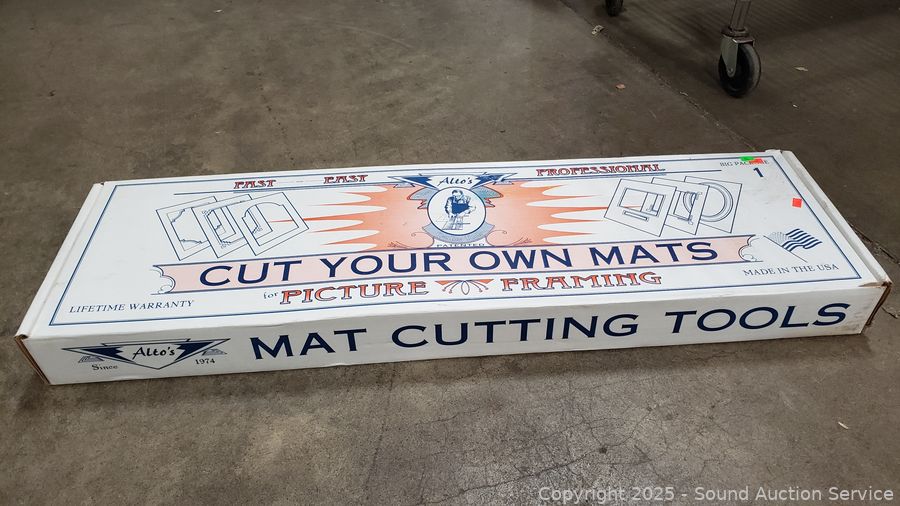 FAST EASY PROFESSIONAL
BIG PACKAGE
1
Alto's
PATENTED
CUT YOUR OWN MATS
for PICTURE FRAMING
LIFETIME WARRANTY
MADE IN THE USA
Alto's
Since 1974
MAT CUTTING TOOLS
Copyright 2025 - Sound Auction Service